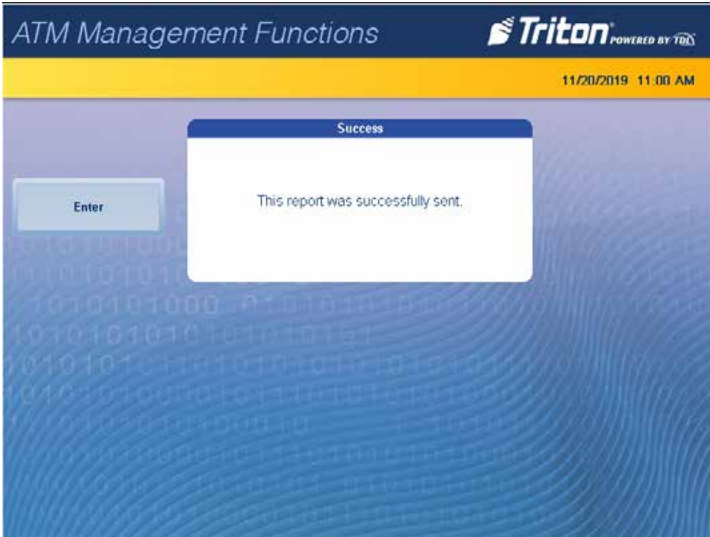 ATM Management Functions
Triton POWERED BY TDL
11/20/2019 11:00 AM
Success
This report was successfully sent.
Enter